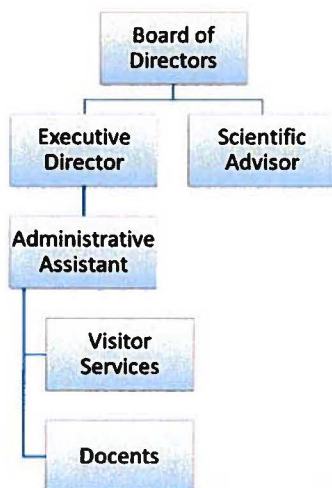 Board of
Directors
Executive
Director
Scientific
Advisor
Administrative
Assistant
Visitor
Services
Docents